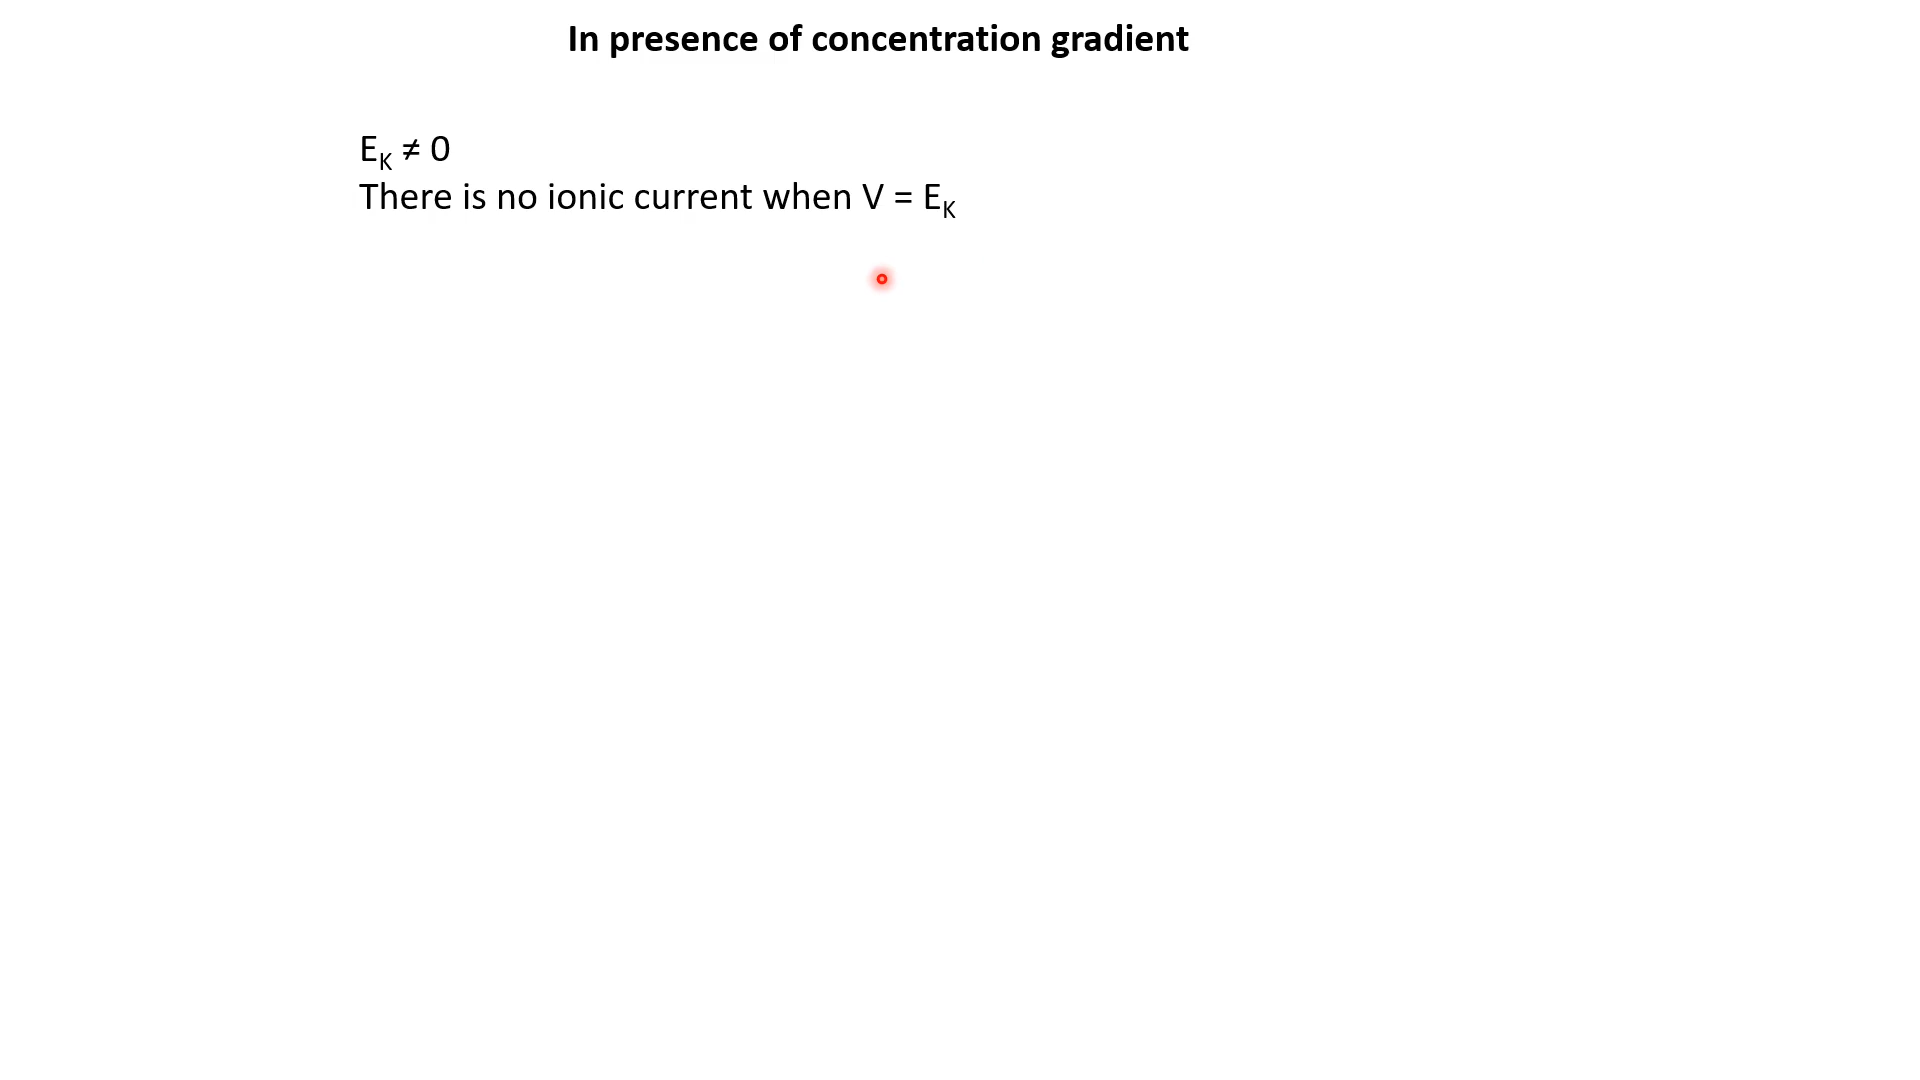 In presence of concentration gradient
E_K ≠ 0
There is no ionic current when V = E_K